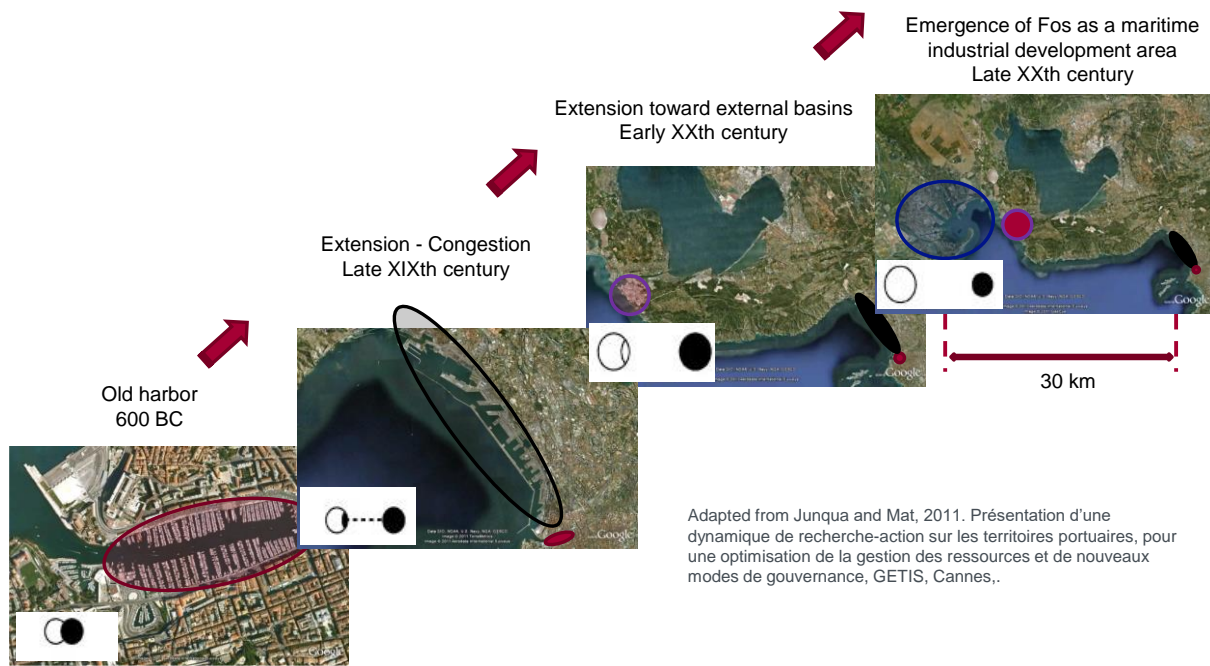 Emergence of Fos as a maritime
industrial development area
Late XXth century
Extension toward external basins
Early XXth century
Extension - Congestion
Late XIXth century
Old harbor
600 BC
30 km
Google
Google
Google
Adapted from Junqua and Mat, 2011. Présentation d’une
dynamique de recherche-action sur les territoires portuaires, pour
une optimisation de la gestion des ressources et de nouveaux
modes de gouvernance, GETIS, Cannes,.